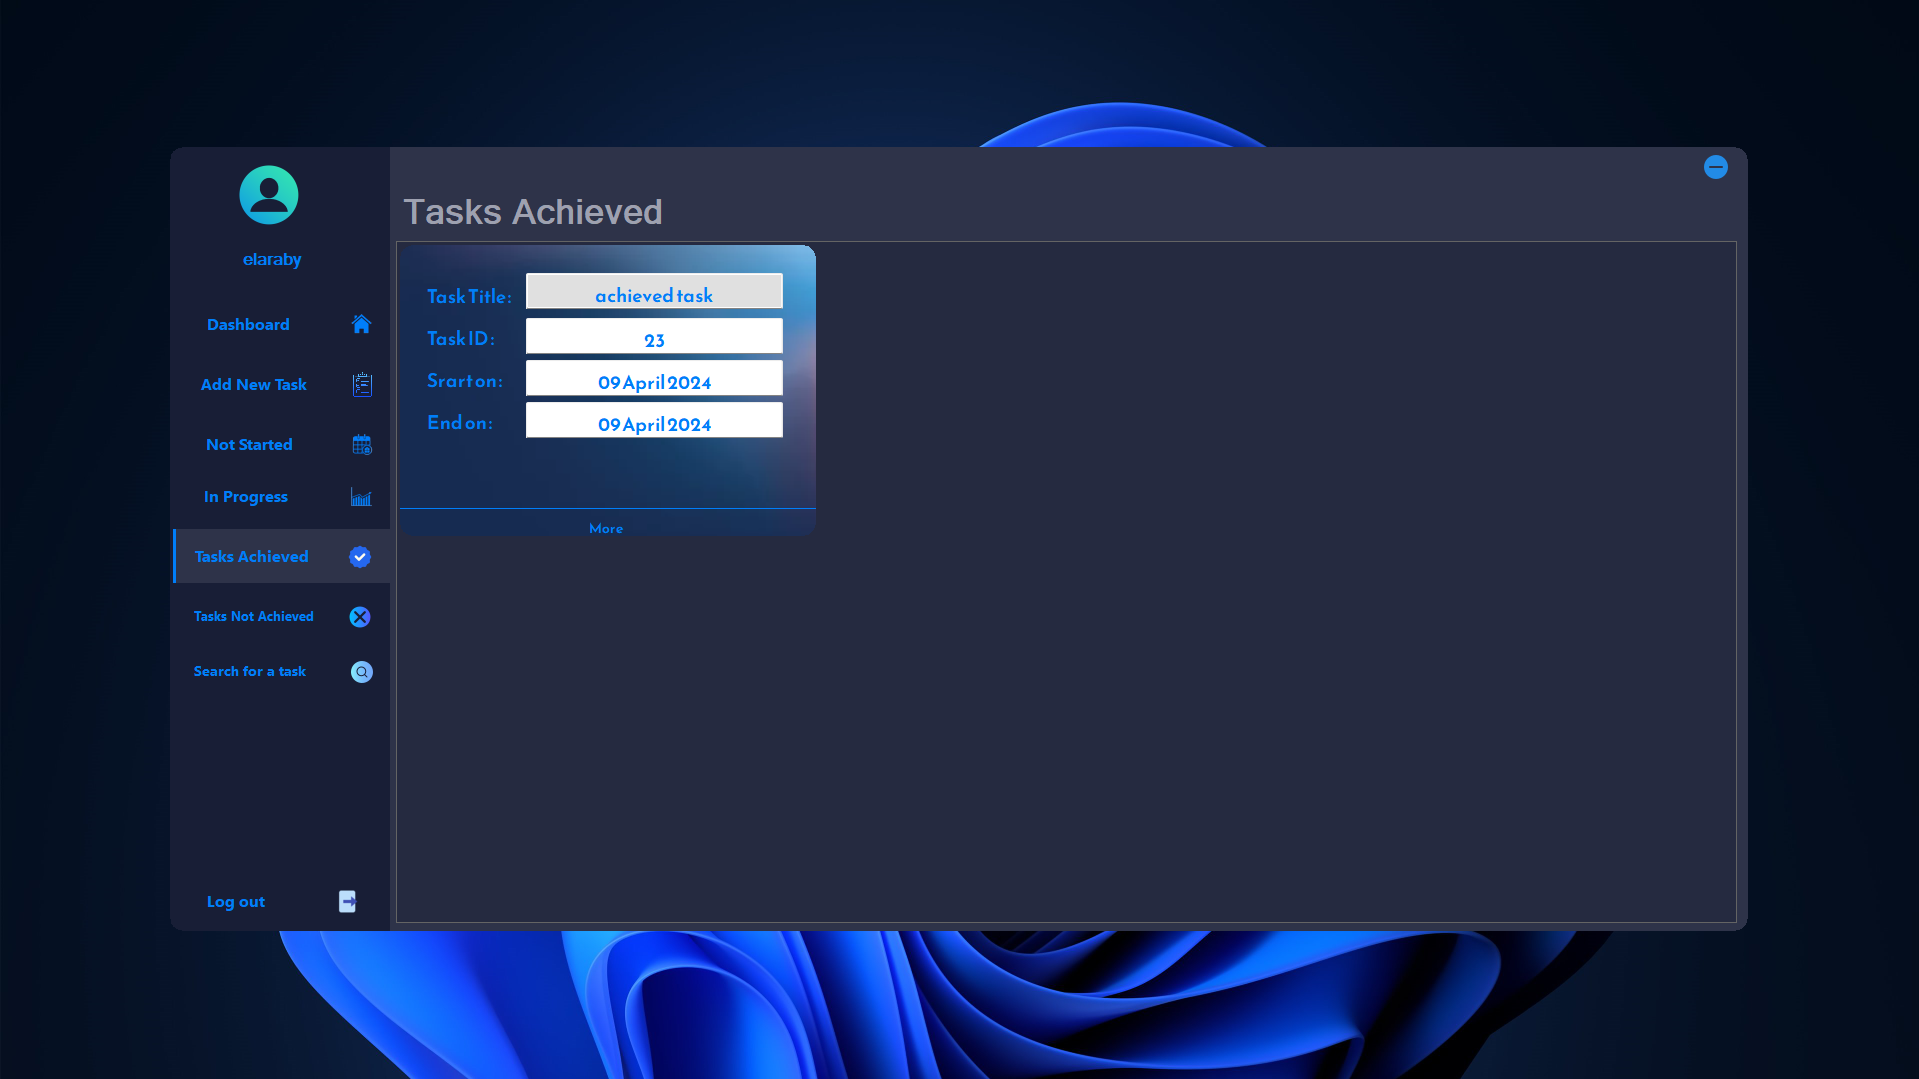 elaraby
Dashboard
Add New Task
Not Started
In Progress
Tasks Achieved
Tasks Not Achieved
Search for a task
Log out
Tasks Achieved
Task Title: achieved task
Task ID: 23
Srart on: 09 April 2024
End on: 09 April 2024
More